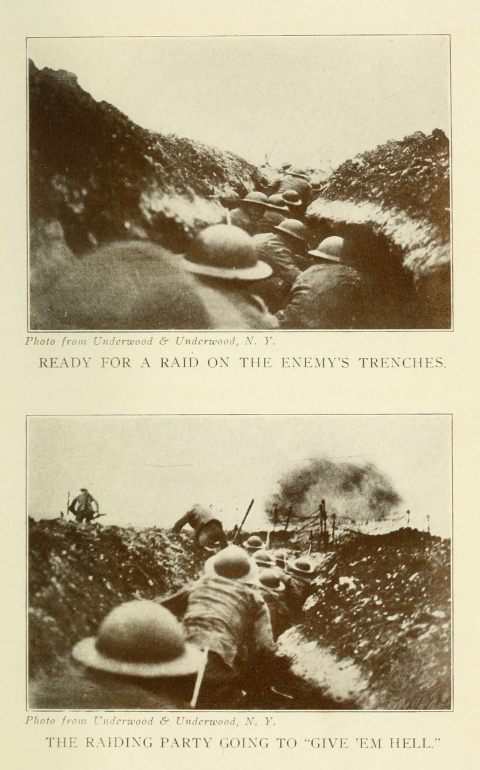 Photo from Underwood & Underwood, N. Y.
READY FOR A RAID ON THE ENEMY'S TRENCHES.
Photo from Underwood & Underwood, N. Y.
THE RAIDING PARTY GOING TO "GIVE 'EM HELL."